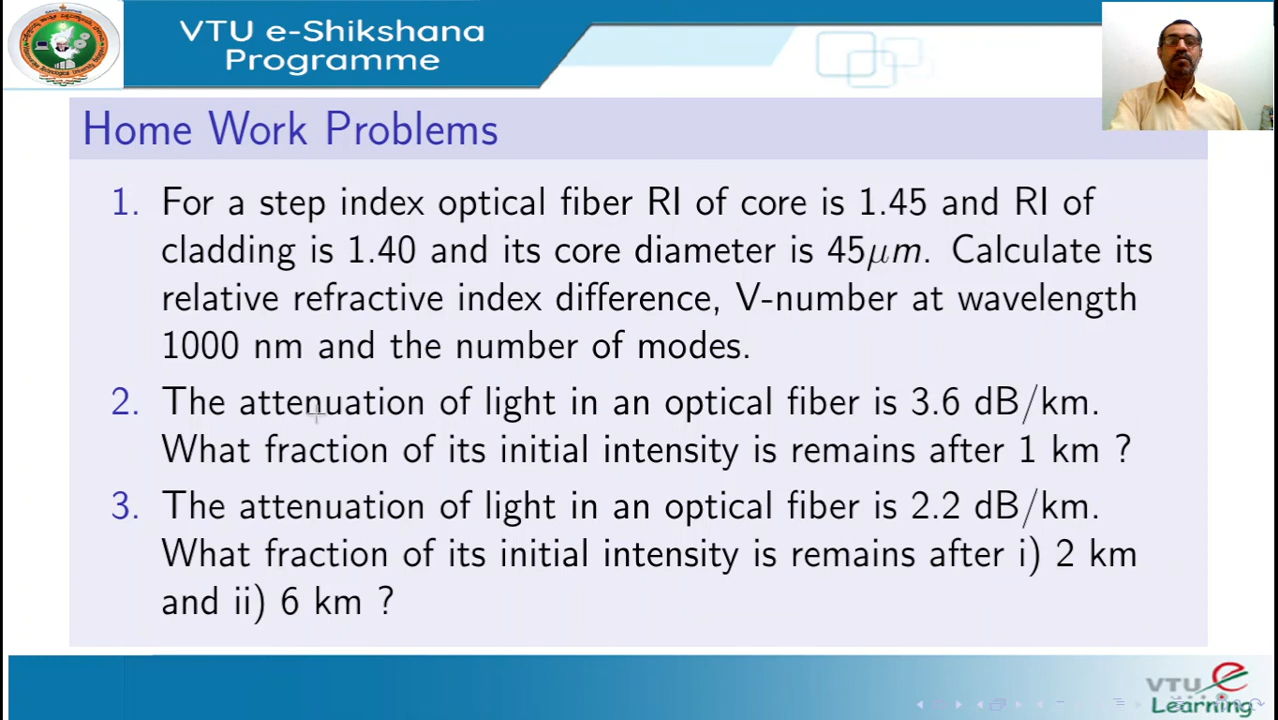 VTU e-Shikshana
Programme
Home Work Problems
1. For a step index optical fiber RI of core is 1.45 and RI of
cladding is 1.40 and its core diameter is 45μm. Calculate its
relative refractive index difference, V-number at wavelength
1000 nm and the number of modes.
2. The attenuation of light in an optical fiber is 3.6 dB/km.
What fraction of its initial intensity is remains after 1 km ?
3. The attenuation of light in an optical fiber is 2.2 dB/km.
What fraction of its initial intensity is remains after i) 2 km
and ii) 6 km ?
VTU e
Learning